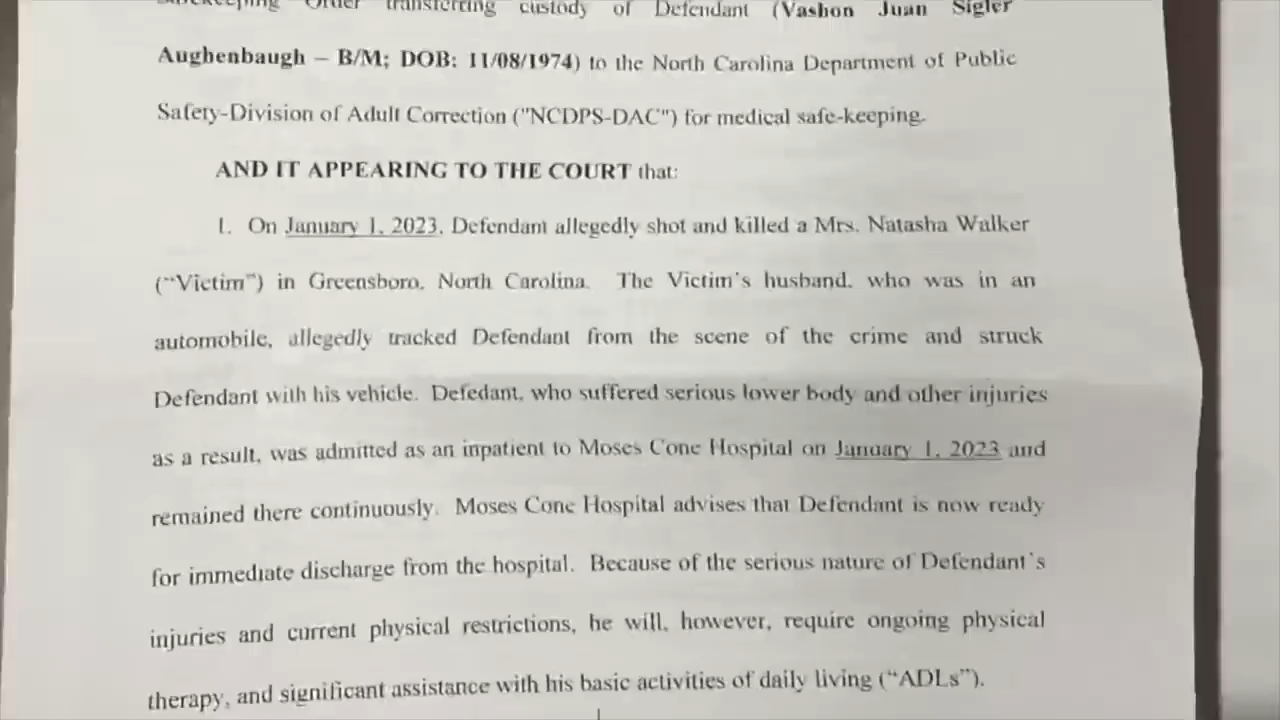 Safekeeping Order transferring custody of Defendant (Vashon Juan Sigler
Aughenbaugh – B/M; DOB: 11/08/1974) to the North Carolina Department of Public
Safety-Division of Adult Correction ("NCDPS-DAC") for medical safe-keeping.
AND IT APPEARING TO THE COURT that:
1. On January 1, 2023, Defendant allegedly shot and killed a Mrs. Natasha Walker
(“Victim”) in Greensboro, North Carolina. The Victim’s husband, who was in an
automobile, allegedly tracked Defendant from the scene of the crime and struck
Defendant with his vehicle. Defedant, who suffered serious lower body and other injuries
as a result, was admitted as an inpatient to Moses Cone Hospital on January 1, 2023 and
remained there continuously. Moses Cone Hospital advises that Defendant is now ready
for immediate discharge from the hospital. Because of the serious nature of Defendant’s
injuries and current physical restrictions, he will, however, require ongoing physical
therapy, and significant assistance with his basic activities of daily living (“ADLs”).